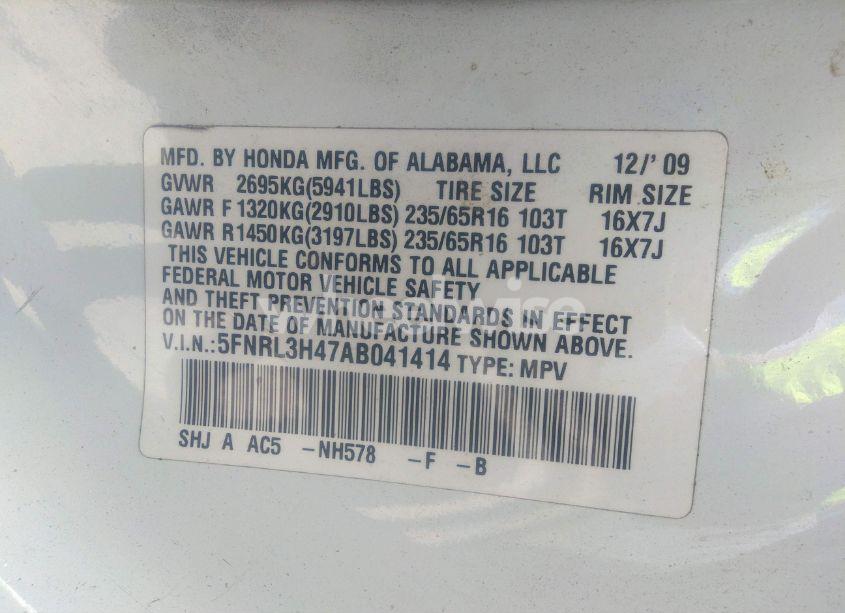 MFD. BY HONDA MFG. OF ALABAMA, LLC 12/'09
GVWR 2695KG(5941LBS) TIRE SIZE RIM SIZE
GAWR F 1320KG(2910LBS) 235/65R16 103T 16X7J
GAWR R 1450KG(3197LBS) 235/65R16 103T 16X7J
THIS VEHICLE CONFORMS TO ALL APPLICABLE
FEDERAL MOTOR VEHICLE SAFETY
AND THEFT PREVENTION STANDARDS IN EFFECT
ON THE DATE OF MANUFACTURE SHOWN ABOVE.
V.I.N.:5FNRL3H47AB041414 TYPE: MPV
SHJ A AC5 -NH578 -F -B